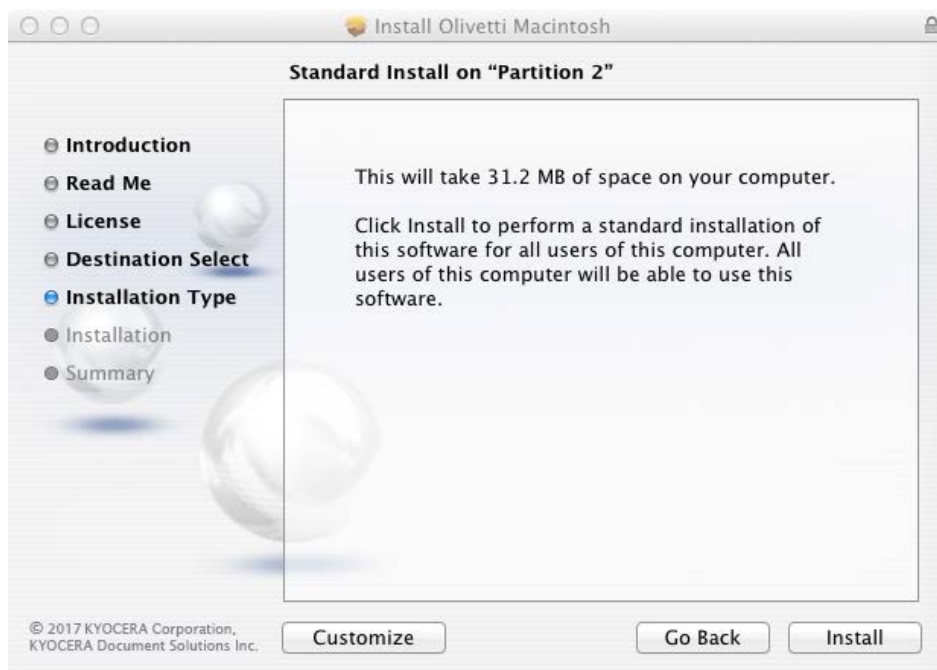 Install Olivetti Macintosh
Standard Install on “Partition 2”
Introduction
Read Me
License
Destination Select
Installation Type
Installation
Summary
This will take 31.2 MB of space on your computer.
Click Install to perform a standard installation of
this software for all users of this computer. All
users of this computer will be able to use this
software.
© 2017 KYOCERA Corporation,
KYOCERA Document Solutions Inc.
Customize
Go Back
Install